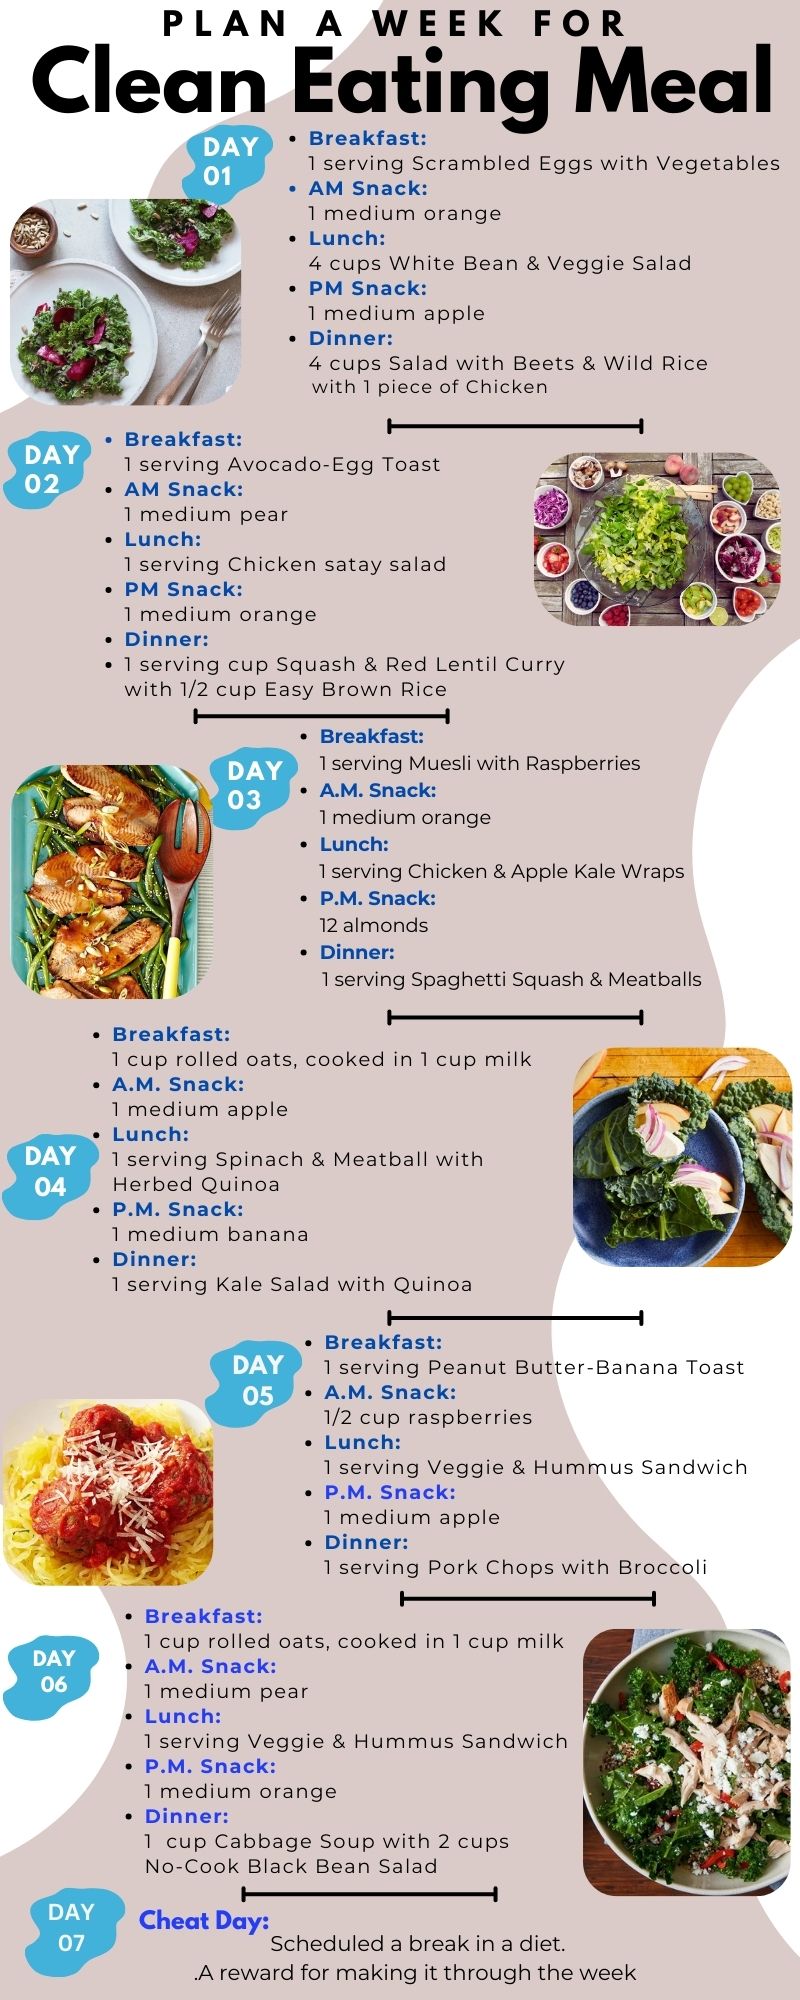 PLAN A WEEK FOR
Clean Eating Meal
DAY
01
Breakfast:
1 serving Scrambled Eggs with Vegetables
AM Snack:
1 medium orange
Lunch:
4 cups White Bean & Veggie Salad
PM Snack:
1 medium apple
Dinner:
4 cups Salad with Beets & Wild Rice
with 1 piece of Chicken
DAY
02
Breakfast:
1 serving Avocado-Egg Toast
AM Snack:
1 medium pear
Lunch:
1 serving Chicken satay salad
PM Snack:
1 medium orange
Dinner:
1 serving cup Squash & Red Lentil Curry
with 1/2 cup Easy Brown Rice
DAY
03
Breakfast:
1 serving Muesli with Raspberries
A.M. Snack:
1 medium orange
Lunch:
1 serving Chicken & Apple Kale Wraps
P.M. Snack:
12 almonds
Dinner:
1 serving Spaghetti Squash & Meatballs
DAY
04
Breakfast:
1 cup rolled oats, cooked in 1 cup milk
A.M. Snack:
1 medium apple
Lunch:
1 serving Spinach & Meatball with
Herbed Quinoa
P.M. Snack:
1 medium banana
Dinner:
1 serving Kale Salad with Quinoa
DAY
05
Breakfast:
1 serving Peanut Butter-Banana Toast
A.M. Snack:
1/2 cup raspberries
Lunch:
1 serving Veggie & Hummus Sandwich
P.M. Snack:
1 medium apple
Dinner:
1 serving Pork Chops with Broccoli
DAY
06
Breakfast:
1 cup rolled oats, cooked in 1 cup milk
A.M. Snack:
1 medium pear
Lunch:
1 serving Veggie & Hummus Sandwich
P.M. Snack:
1 medium orange
Dinner:
1 cup Cabbage Soup with 2 cups
No-Cook Black Bean Salad
DAY
07
Cheat Day:
Scheduled a break in a diet.
.A reward for making it through the week